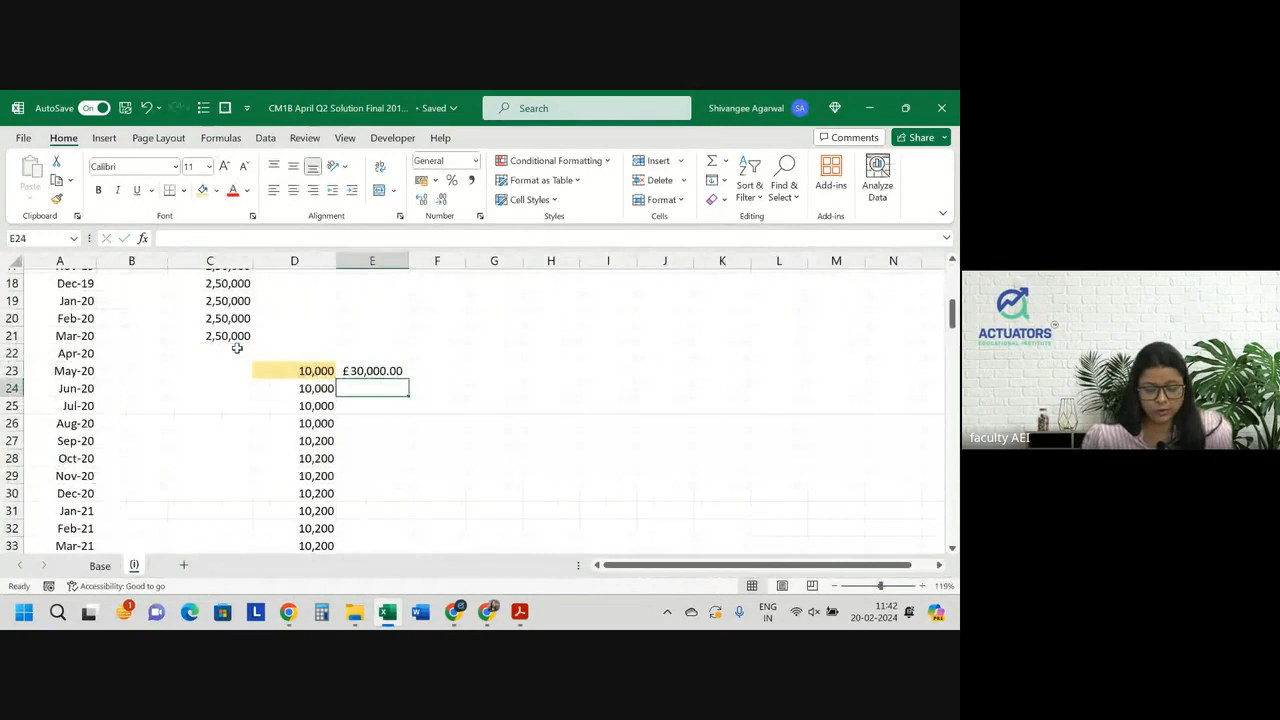 AutoSave On CM1B April Q2 Solution Final 201... • Saved Search Shivangee Agarwal SA
File Home Insert Page Layout Formulas Data Review View Developer Help Comments Share
Paste Calibri 11 A A General Conditional Formatting Insert Sort & Filter Find & Select Add-ins Analyze Data
B I U A % Format as Table Delete
Cell Styles Format
Clipboard Font Alignment Number Styles Cells Editing Add-ins
E24 fx
A B C D E F G H I J K L M N
18 Dec-19 2,50,000
19 Jan-20 2,50,000
20 Feb-20 2,50,000
21 Mar-20 2,50,000
22 Apr-20
23 May-20 10,000 £30,000.00
24 Jun-20 10,000
25 Jul-20 10,000
26 Aug-20 10,000
27 Sep-20 10,200
28 Oct-20 10,200
29 Nov-20 10,200
30 Dec-20 10,200
31 Jan-21 10,200
32 Feb-21 10,200
33 Mar-21 10,200
Base (i)
Ready Accessibility: Good to go 119%
ENG
IN
11:42
20-02-2024
ACTUATORS
EDUCATIONAL INSTITUTE
faculty AEI